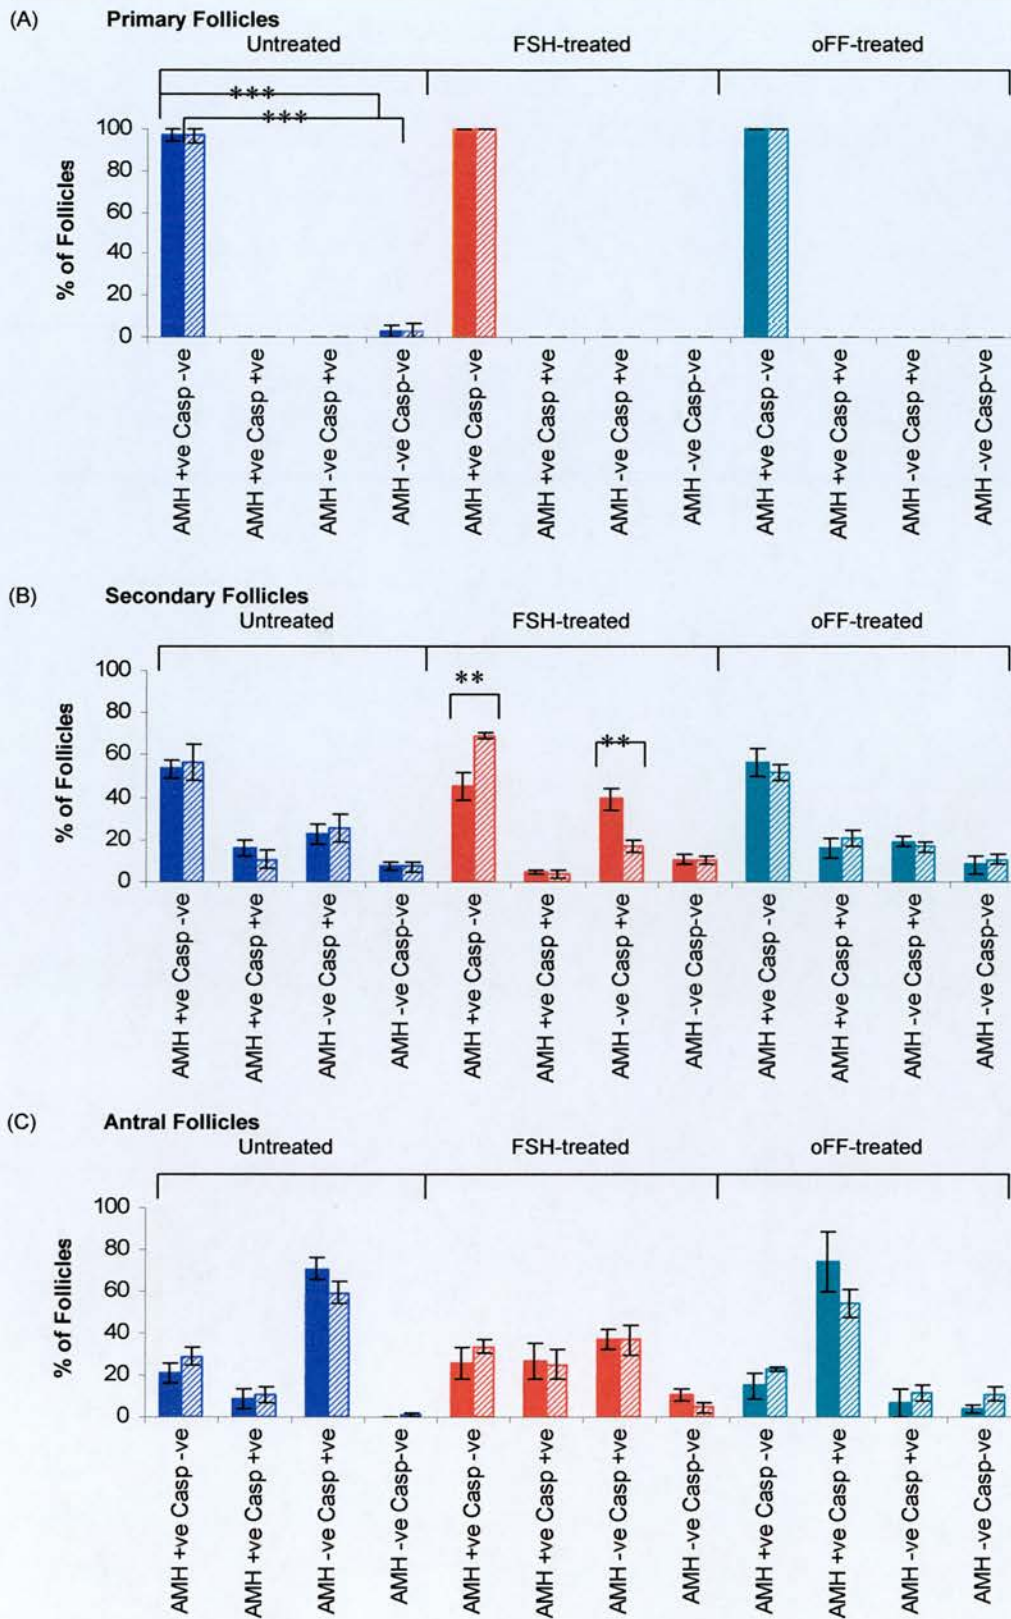 (A) Primary Follicles
Untreated FSH-treated oFF-treated
***
***
% of Follicles
100
80
60
40
20
0
AMH +ve Casp -ve
AMH +ve Casp +ve
AMH -ve Casp +ve
AMH -ve Casp-ve
AMH +ve Casp -ve
AMH +ve Casp +ve
AMH -ve Casp +ve
AMH -ve Casp-ve
AMH +ve Casp -ve
AMH +ve Casp +ve
AMH -ve Casp +ve
AMH -ve Casp-ve
(B) Secondary Follicles
Untreated FSH-treated oFF-treated
**
**
% of Follicles
100
80
60
40
20
0
AMH +ve Casp -ve
AMH +ve Casp +ve
AMH -ve Casp +ve
AMH -ve Casp-ve
AMH +ve Casp -ve
AMH +ve Casp +ve
AMH -ve Casp +ve
AMH -ve Casp-ve
AMH +ve Casp -ve
AMH +ve Casp +ve
AMH -ve Casp +ve
AMH -ve Casp-ve
(C) Antral Follicles
Untreated FSH-treated oFF-treated
% of Follicles
100
80
60
40
20
0
AMH +ve Casp -ve
AMH +ve Casp +ve
AMH -ve Casp +ve
AMH -ve Casp-ve
AMH +ve Casp -ve
AMH +ve Casp +ve
AMH -ve Casp +ve
AMH -ve Casp-ve
AMH +ve Casp -ve
AMH +ve Casp +ve
AMH -ve Casp +ve
AMH -ve Casp-ve